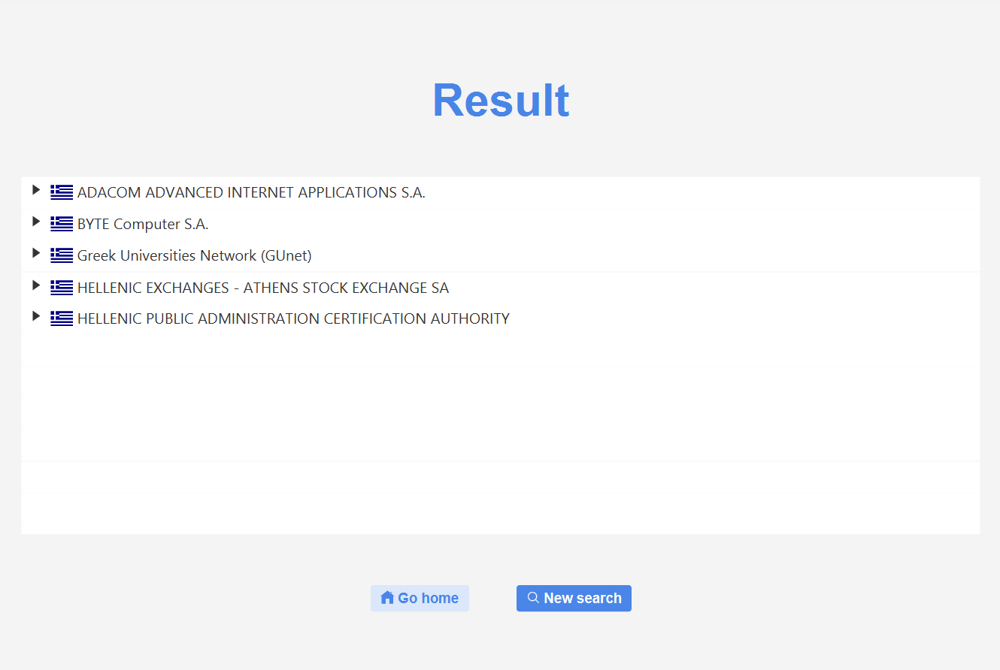 Result
ADACOM ADVANCED INTERNET APPLICATIONS S.A.
BYTE Computer S.A.
Greek Universities Network (GUnet)
HELLENIC EXCHANGES - ATHENS STOCK EXCHANGE SA
HELLENIC PUBLIC ADMINISTRATION CERTIFICATION AUTHORITY
Go home
New search